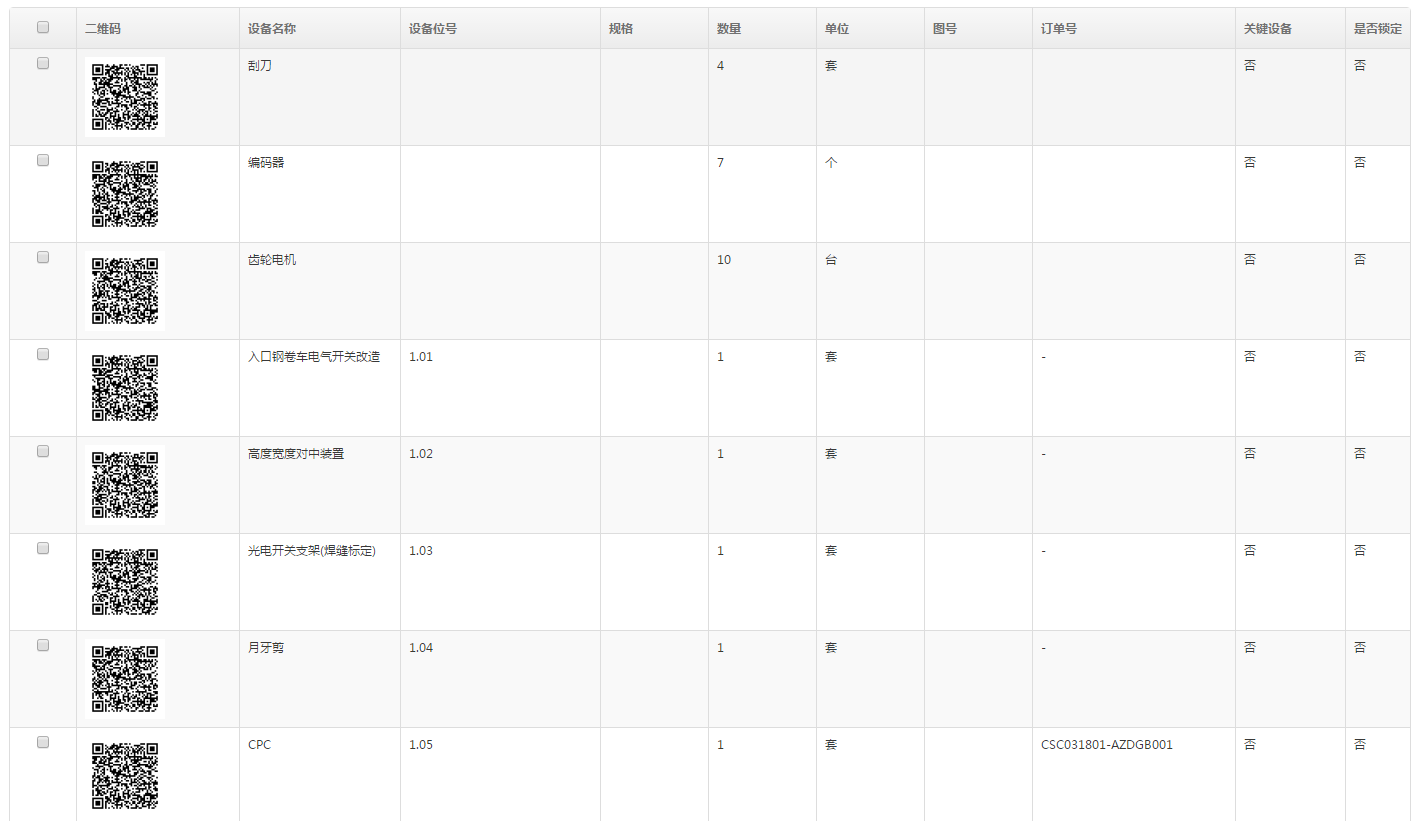 二维码 设备名称 设备位号 规格 数量 单位 图号 订单号 关键设备 是否锁定
刮刀 4 套 否 否
编码器 7 个 否 否
齿轮电机 10 台 否 否
入口钢卷车电气开关改造 1.01 1 套 - 否 否
高度宽度对中装置 1.02 1 套 - 否 否
光电开关支架(焊缝标定) 1.03 1 套 - 否 否
月牙剪 1.04 1 套 - 否 否
CPC 1.05 1 套 CSC031801-AZDGB001 否 否